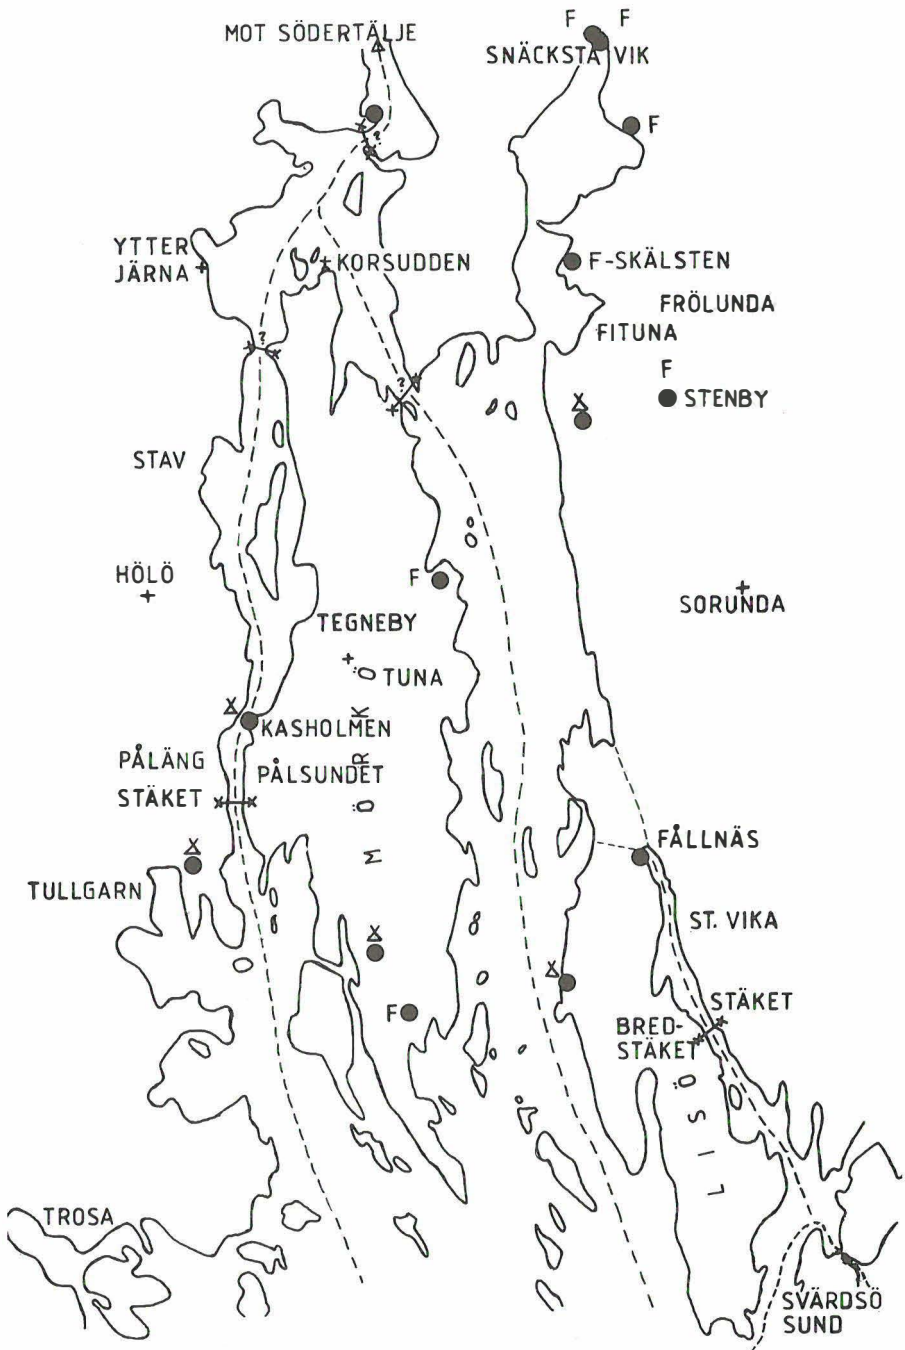 MOT SÖDERTÄLJE
F F
SNÄCKSTA VIK
F
?
YTTER
JÄRNA
KORSUDDEN
F-SKÄLSTEN
FRÖLUNDA
FITUNA
?
?
F
STENBY
STAV
HÖLÖ
F
SORUNDA
TEGNEBY
TUNA
KASHOLMEN
PÅLÄNG
PÅLSUNDET
STÄKET
MÖRKÖ
FÅLLNÄS
TULLGARN
ST. VIKA
F
STÄKET
BRED-
STÄKET
LISÖ
TROSA
SVÄRDSÖ
SUND